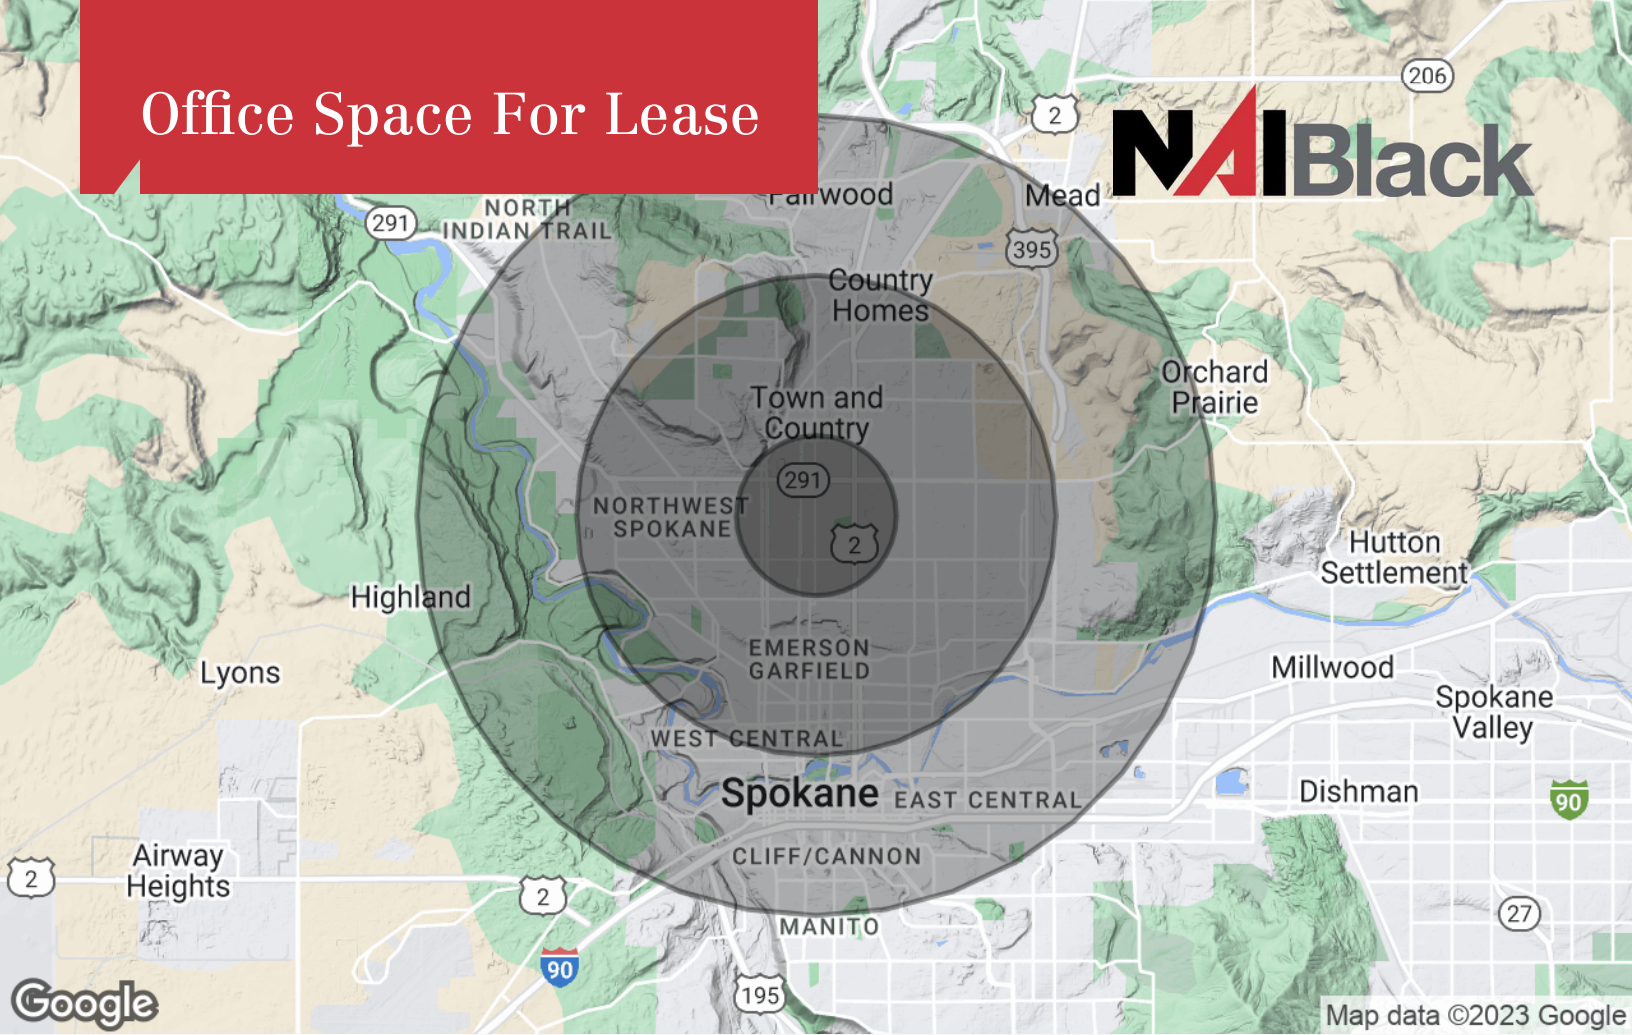 Office Space For Lease
NAIBlack
206
2
Fairwood
Mead
NORTH
INDIAN TRAIL
291
395
Country
Homes
Orchard
Prairie
Town and
Country
291
NORTHWEST
SPOKANE
2
Hutton
Settlement
Highland
EMERSON
GARFIELD
Lyons
Millwood
Spokane
Valley
WEST CENTRAL
Spokane
EAST CENTRAL
Dishman
90
Airway
Heights
CLIFF/CANNON
2
2
27
MANITO
90
195
Google
Map data ©2023 Google